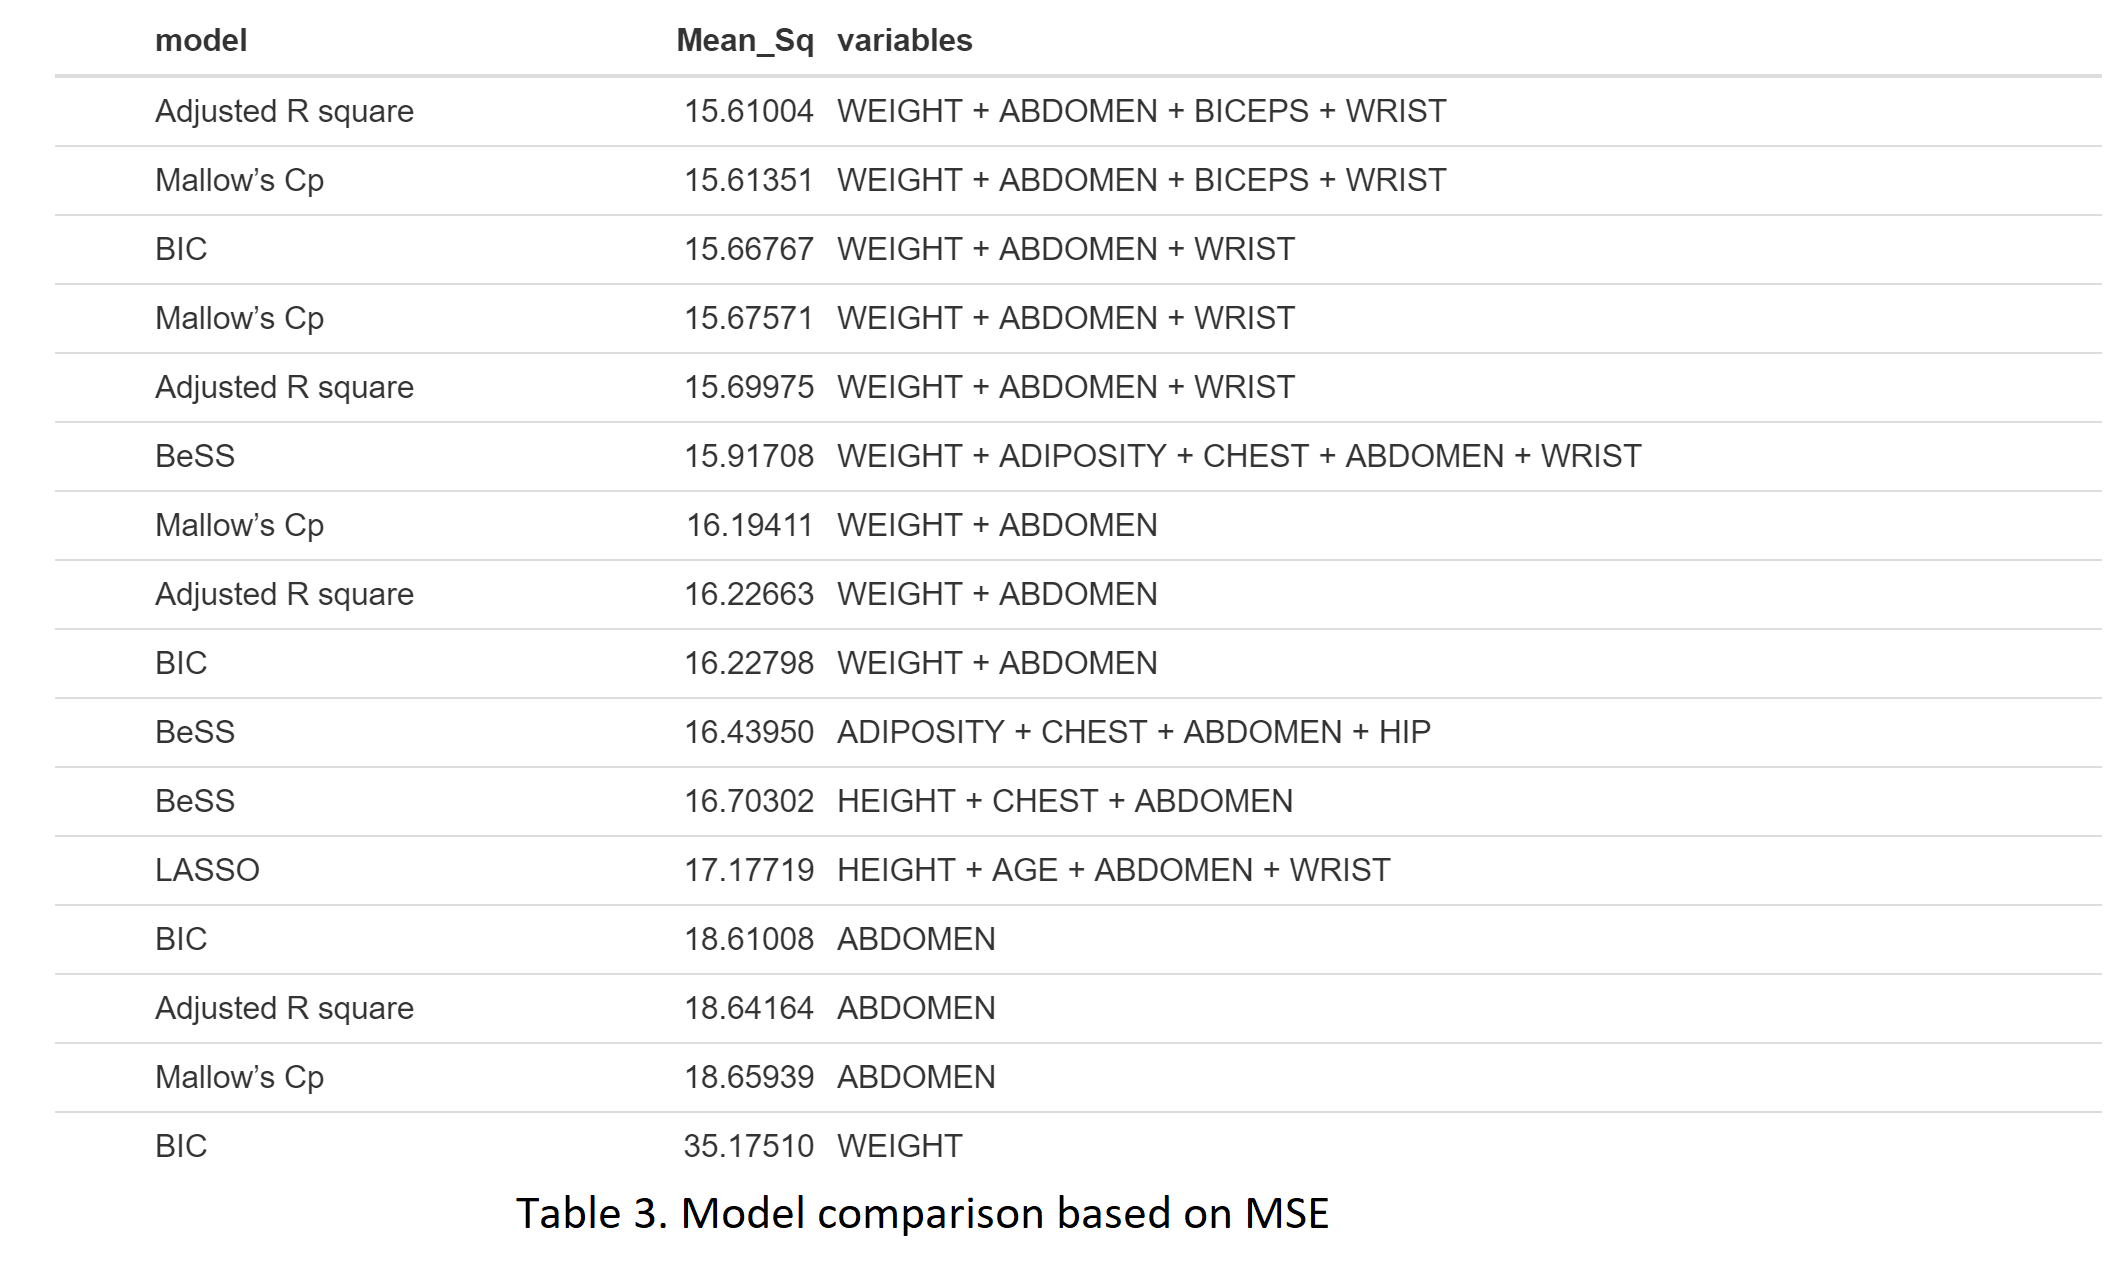 model Mean_Sq variables
Adjusted R square 15.61004 WEIGHT + ABDOMEN + BICEPS + WRIST
Mallow’s Cp 15.61351 WEIGHT + ABDOMEN + BICEPS + WRIST
BIC 15.66767 WEIGHT + ABDOMEN + WRIST
Mallow’s Cp 15.67571 WEIGHT + ABDOMEN + WRIST
Adjusted R square 15.69975 WEIGHT + ABDOMEN + WRIST
BeSS 15.91708 WEIGHT + ADIPOSITY + CHEST + ABDOMEN + WRIST
Mallow’s Cp 16.19411 WEIGHT + ABDOMEN
Adjusted R square 16.22663 WEIGHT + ABDOMEN
BIC 16.22798 WEIGHT + ABDOMEN
BeSS 16.43950 ADIPOSITY + CHEST + ABDOMEN + HIP
BeSS 16.70302 HEIGHT + CHEST + ABDOMEN
LASSO 17.17719 HEIGHT + AGE + ABDOMEN + WRIST
BIC 18.61008 ABDOMEN
Adjusted R square 18.64164 ABDOMEN
Mallow’s Cp 18.65939 ABDOMEN
BIC 35.17510 WEIGHT
Table 3. Model comparison based on MSE